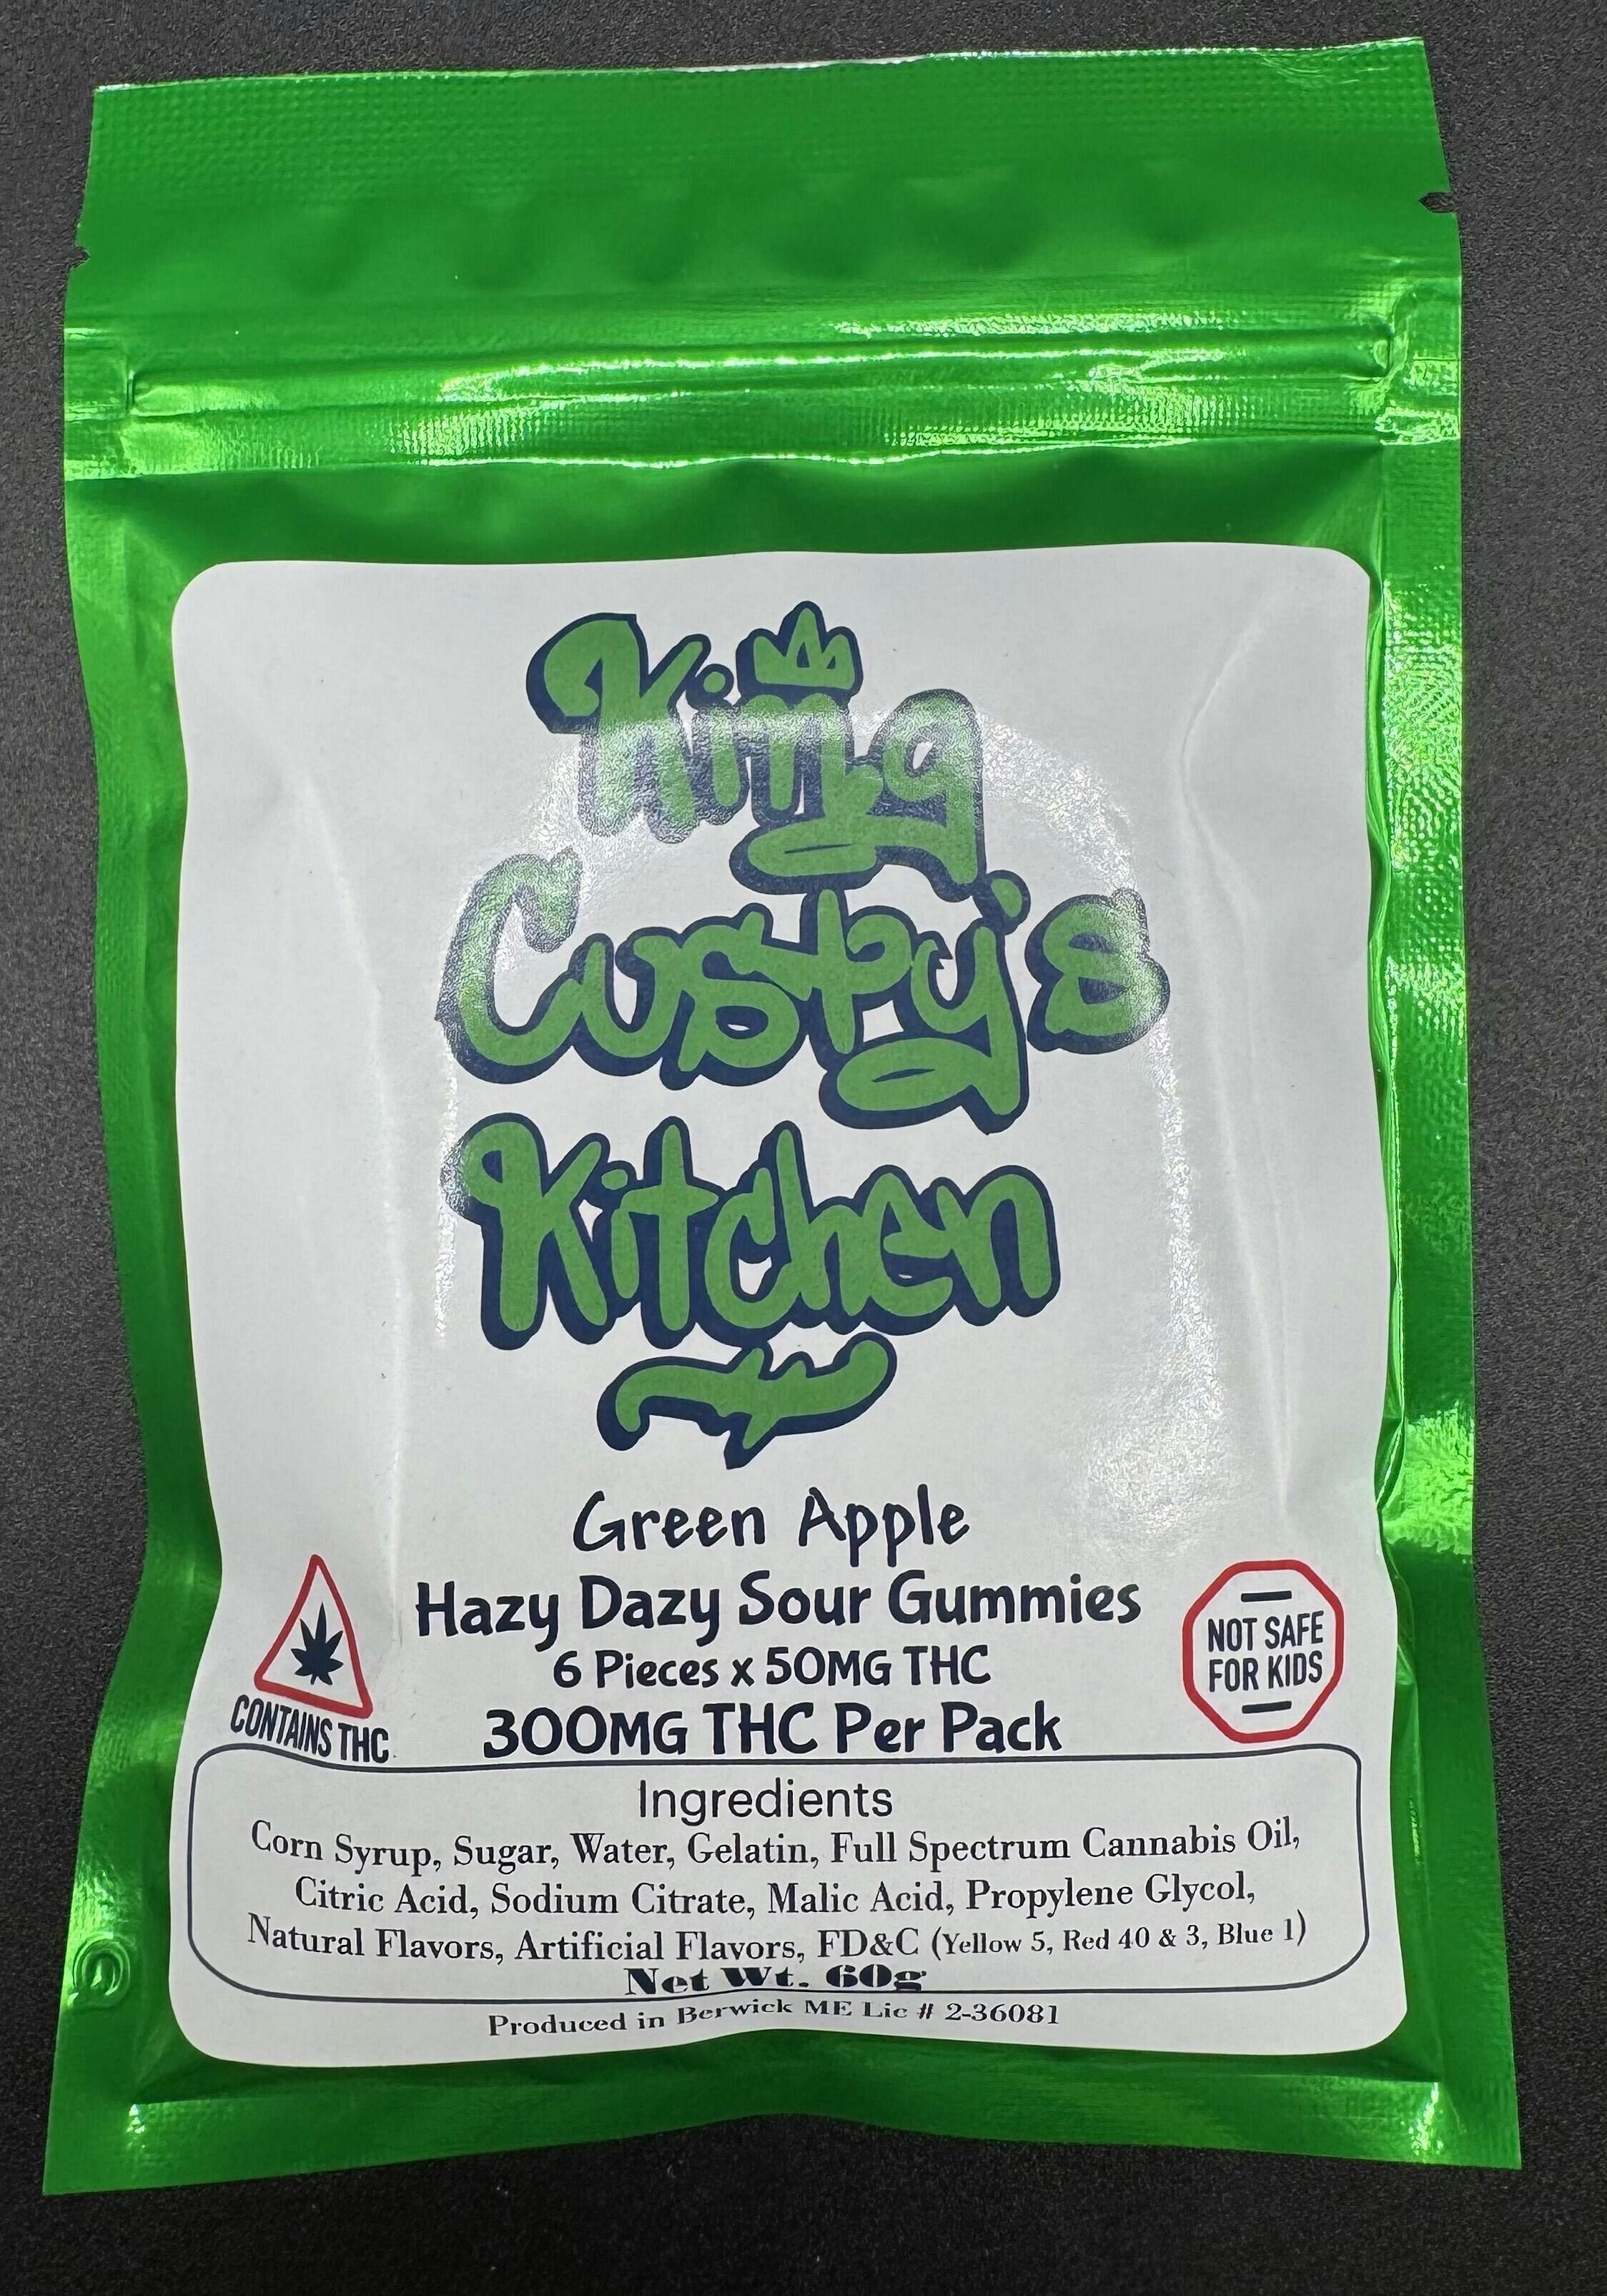 King
Custy's
Kitchen
Green Apple
Hazy Dazy Sour Gummies
6 Pieces x 50MG THC
300MG THC Per Pack
CONTAINS THC
NOT SAFE
FOR KIDS
Ingredients
Corn Syrup, Sugar, Water, Gelatin, Full Spectrum Cannabis Oil,
Citric Acid, Sodium Citrate, Malic Acid, Propylene Glycol,
Natural Flavors, Artificial Flavors, FD&C (Yellow 5, Red 40 & 3, Blue 1)
Net Wt. 60g
Produced in Berwick ME Lic # 2-36081